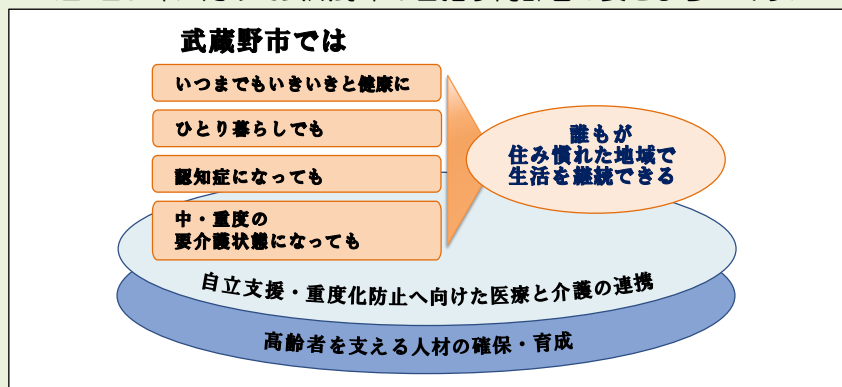 武蔵野市では
いつまでもいきいきと健康に
ひとり暮らしでも
認知症になっても
中・重度の
要介護状態になっても
誰もが
住み慣れた地域で
生活を継続できる
自立支援・重度化防止へ向けた医療と介護の連携
高齢者を支える人材の確保・育成